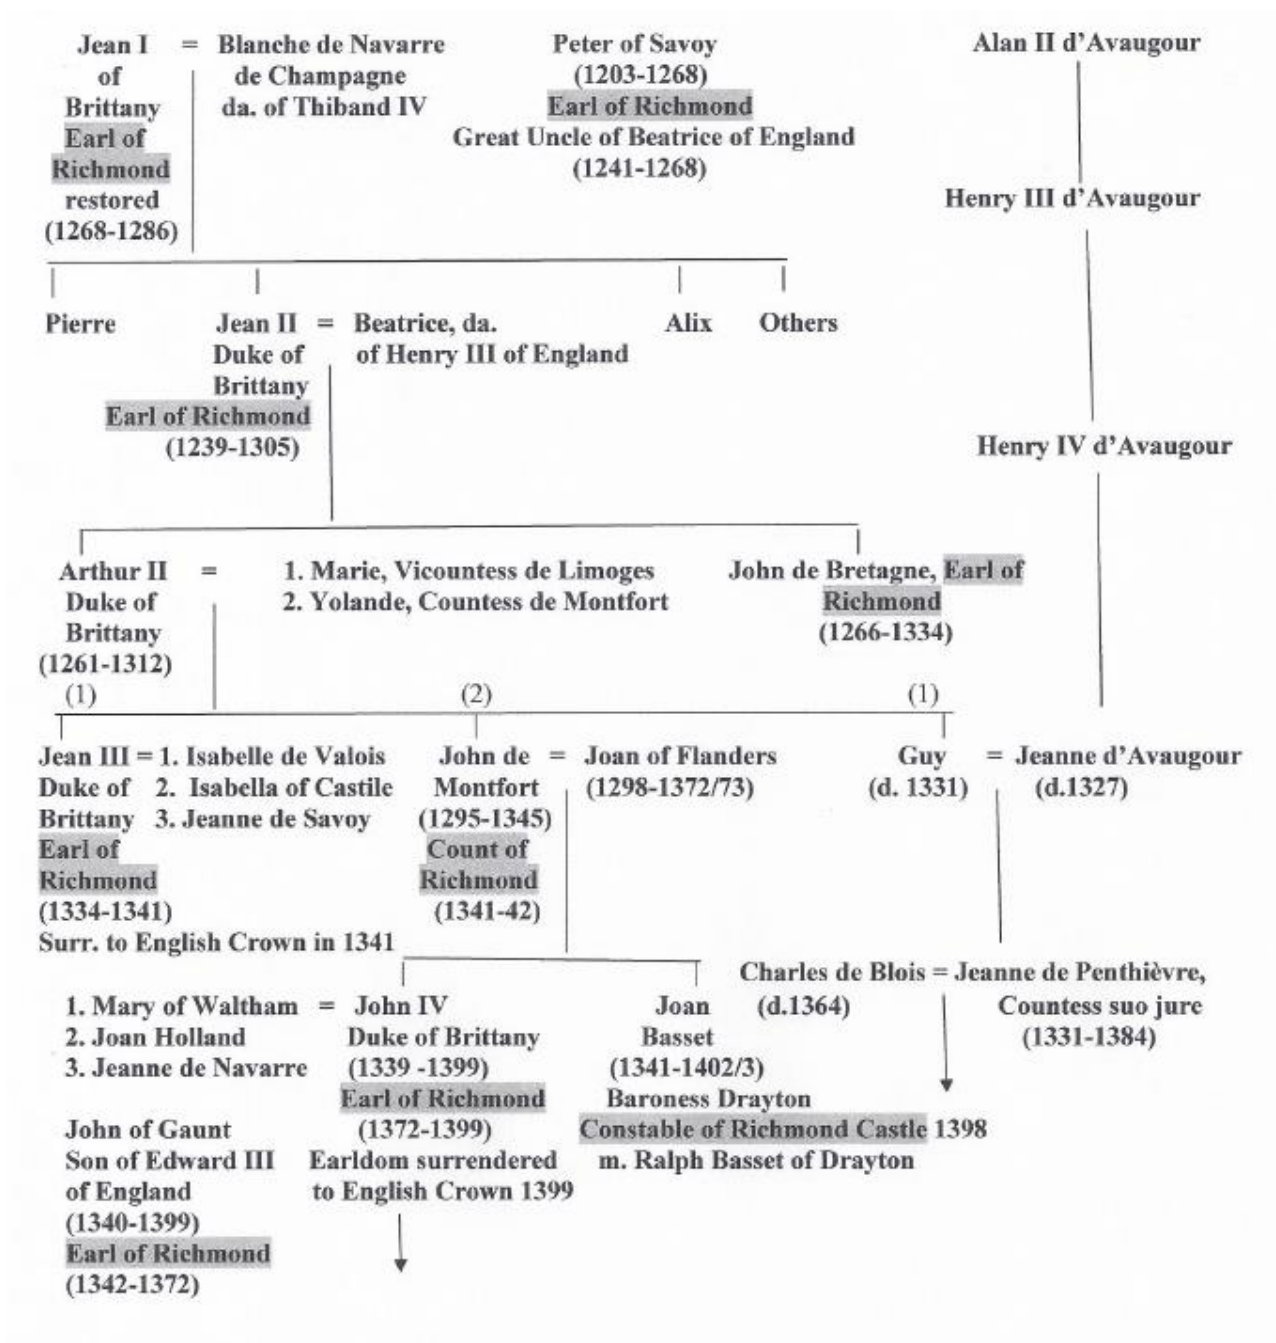 Jean I = Blanche de Navarre
of de Champagne
Brittany da. of Thiband IV
Earl of
Richmond
restored
(1268-1286)
Peter of Savoy
(1203-1268)
Earl of Richmond
Great Uncle of Beatrice of England
(1241-1268)
Alan II d'Avaugour
Henry III d'Avaugour
Pierre
Jean II = Beatrice, da.
Duke of of Henry III of England
Brittany
Earl of Richmond
(1239-1305)
Alix
Others
Henry IV d'Avaugour
Arthur II = 1. Marie, Vicountess de Limoges
Duke of 2. Yolande, Countess de Montfort
Brittany
(1261-1312)
John de Bretagne, Earl of
Richmond
(1266-1334)
(1) (2) (1)
Jean III = 1. Isabelle de Valois
Duke of 2. Isabella of Castile
Brittany 3. Jeanne de Savoy
Earl of
Richmond
(1334-1341)
Surr. to English Crown in 1341
John de = Joan of Flanders
Montfort (1298-1372/73)
(1295-1345)
Count of
Richmond
(1341-42)
Guy = Jeanne d'Avaugour
(d. 1331) (d.1327)
Charles de Blois = Jeanne de Penthièvre,
(d.1364) Countess suo jure
(1331-1384)
1. Mary of Waltham = John IV
2. Joan Holland Duke of Brittany
3. Jeanne de Navarre (1339 -1399)
Earl of Richmond
(1372-1399)
Earldom surrendered
to English Crown 1399
Joan
Basset
(1341-1402/3)
Baroness Drayton
Constable of Richmond Castle 1398
m. Ralph Basset of Drayton
John of Gaunt
Son of Edward III
of England
(1340-1399)
Earl of Richmond
(1342-1372)